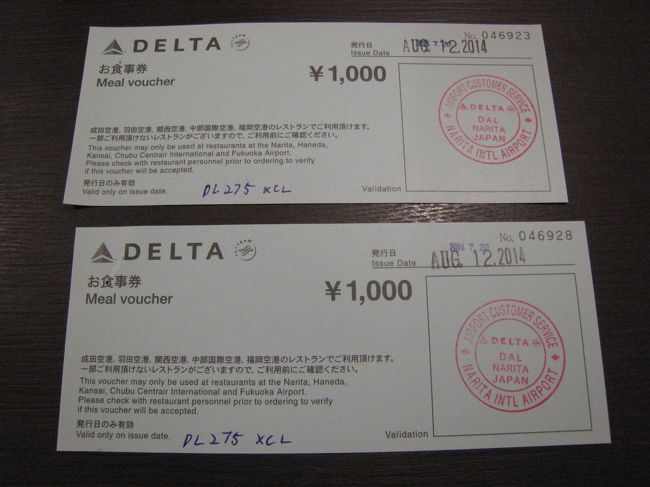 DELTA
No. 046923
発行日
Issue Date
AUG. 12.2014
お食事券
Meal voucher
¥1,000
成田空港、羽田空港、関西空港、中部国際空港、福岡空港のレストランでご利用頂けます。
一部ご利用頂けないレストランがございますので、ご利用前にご確認ください。
This voucher may only be used at restaurants at the Narita, Haneda,
Kansai, Chubu Centrair International and Fukuoka Airport.
Please check with restaurant personnel prior to ordering to verify
if this voucher will be accepted.
発行日のみ有効
Valid only on issue date.
DL275 XCL
Validation
AIRPORT CUSTOMER SERVICE
DELTA
DAL
NARITA
JAPAN
NARITA INTL AIRPORT
DELTA
No. 046928
発行日
Issue Date
AUG. 12.2014
お食事券
Meal voucher
¥1,000
成田空港、羽田空港、関西空港、中部国際空港、福岡空港のレストランでご利用頂けます。
一部ご利用頂けないレストランがございますので、ご利用前にご確認ください。
This voucher may only be used at restaurants at the Narita, Haneda,
Kansai, Chubu Centrair International and Fukuoka Airport.
Please check with restaurant personnel prior to ordering to verify
if this voucher will be accepted.
発行日のみ有効
Valid only on issue date.
DL275 XCL
Validation
AIRPORT CUSTOMER SERVICE
DELTA
DAL
NARITA
JAPAN
NARITA INTL AIRPORT